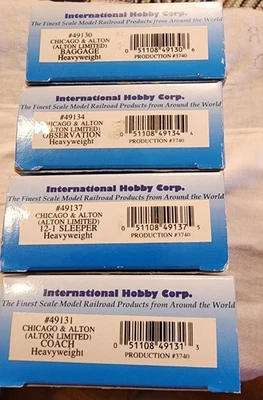 International Hobby Corp.
The Finest Scale Model Railroad Products from Around the World
#49130
CHICAGO & ALTON
(ALTON LIMITED)
BAGGAGE
Heavyweight
0 51108 49130 6
PRODUCTION #3740
International Hobby Corp.
The Finest Scale Model Railroad Products from Around the World
#49134
CHICAGO & ALTON
(ALTON LIMITED)
OBSERVATION
Heavyweight
0 51108 49134 4
PRODUCTION #3740
International Hobby Corp.
The Finest Scale Model Railroad Products from Around the World
#49137
CHICAGO & ALTON
(ALTON LIMITED)
12-1 SLEEPER
Heavyweight
0 51108 49137 5
PRODUCTION #3740
International Hobby Corp.
The Finest Scale Model Railroad Products from Around the World
#49131
CHICAGO & ALTON
(ALTON LIMITED)
COACH
Heavyweight
0 51108 49131 3
PRODUCTION #3740